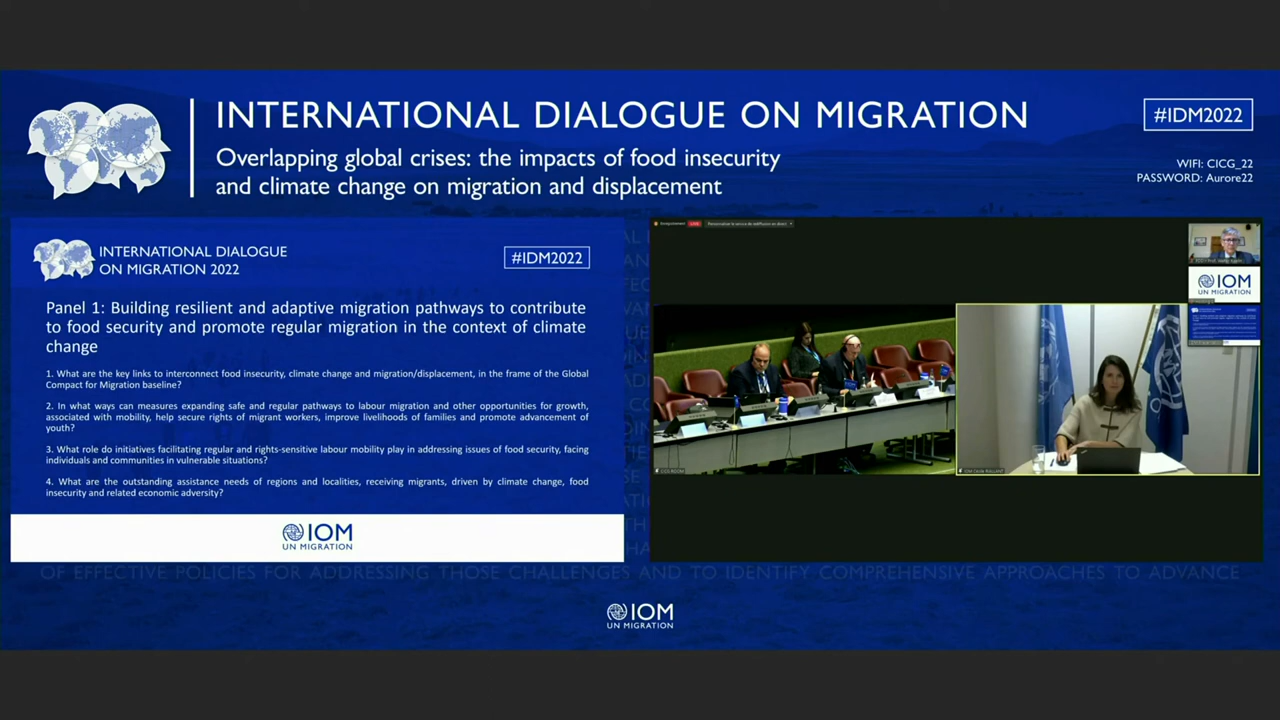 INTERNATIONAL DIALOGUE ON MIGRATION
Overlapping global crises: the impacts of food insecurity
and climate change on migration and displacement
#IDM2022
WIFI: CICG_22
PASSWORD: Aurore22
INTERNATIONAL DIALOGUE
ON MIGRATION 2022
#IDM2022
Panel 1: Building resilient and adaptive migration pathways to contribute
to food security and promote regular migration in the context of climate
change
1. What are the key links to interconnect food insecurity, climate change and migration/displacement, in the frame of the Global
Compact for Migration baseline?
2. In what ways can measures expanding safe and regular pathways to labour migration and other opportunities for growth,
associated with mobility, help secure rights of migrant workers, improve livelihoods of families and promote advancement of
youth?
3. What role do initiatives facilitating regular and rights-sensitive labour mobility play in addressing issues of food security, facing
individuals and communities in vulnerable situations?
4. What are the outstanding assistance needs of regions and localities, receiving migrants, driven by climate change, food
insecurity and related economic adversity?
IOM
UN MIGRATION
LIVE
IOM
UN MIGRATION
OF EFFECTIVE POLICIES FOR ADDRESSING THOSE CHALLENGES AND TO IDENTIFY COMPREHENSIVE APPROACHES TO ADVANCE
IOM
UN MIGRATION